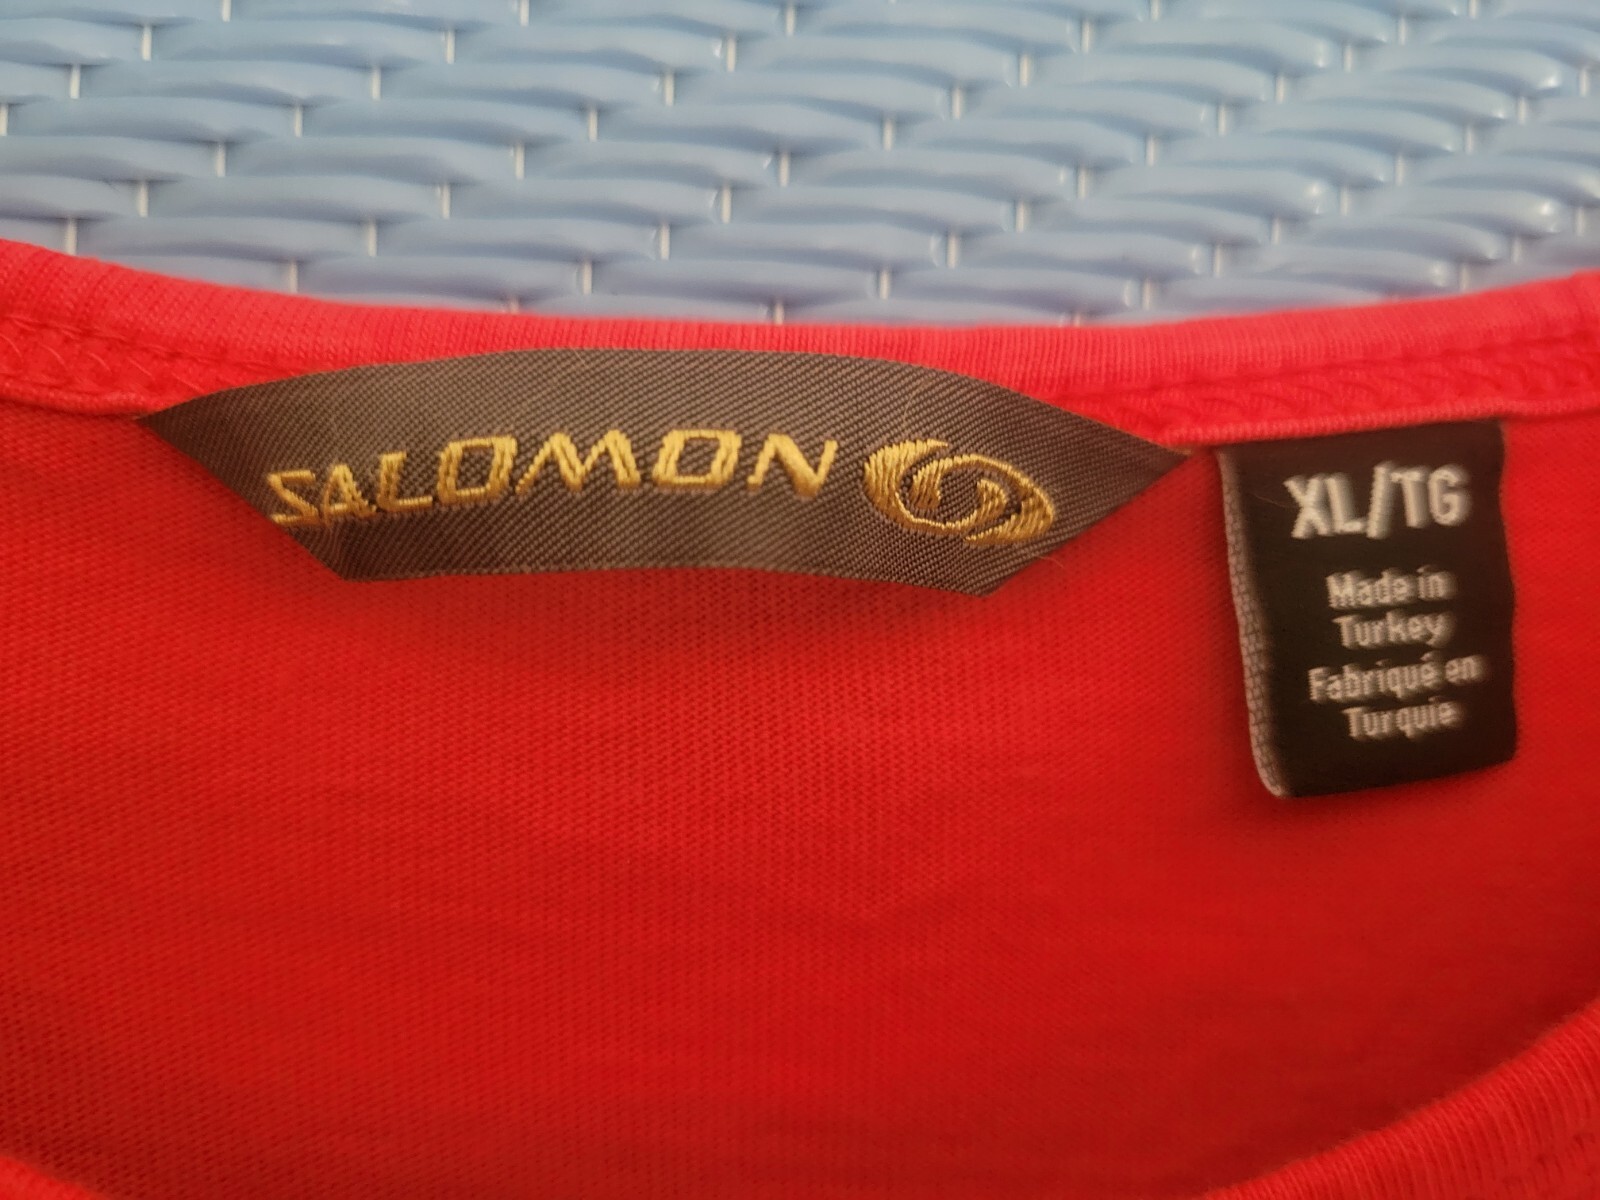 SALOMON
XL/TG
Made in
Turkey
Fabriqué en
Turquie